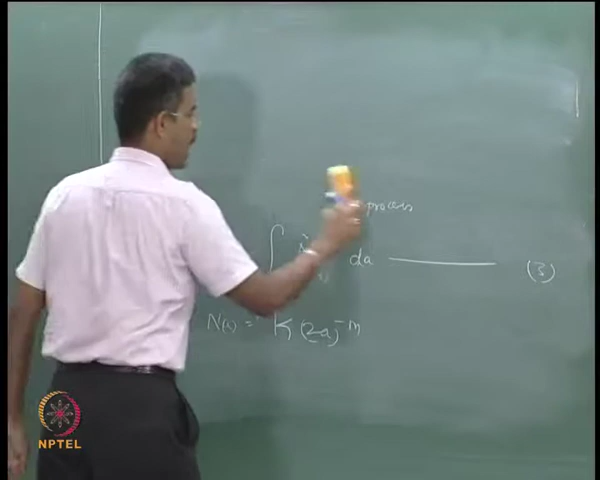 process
∫ da ——— (3)
N(s) = K (2a)^-m
NPTEL